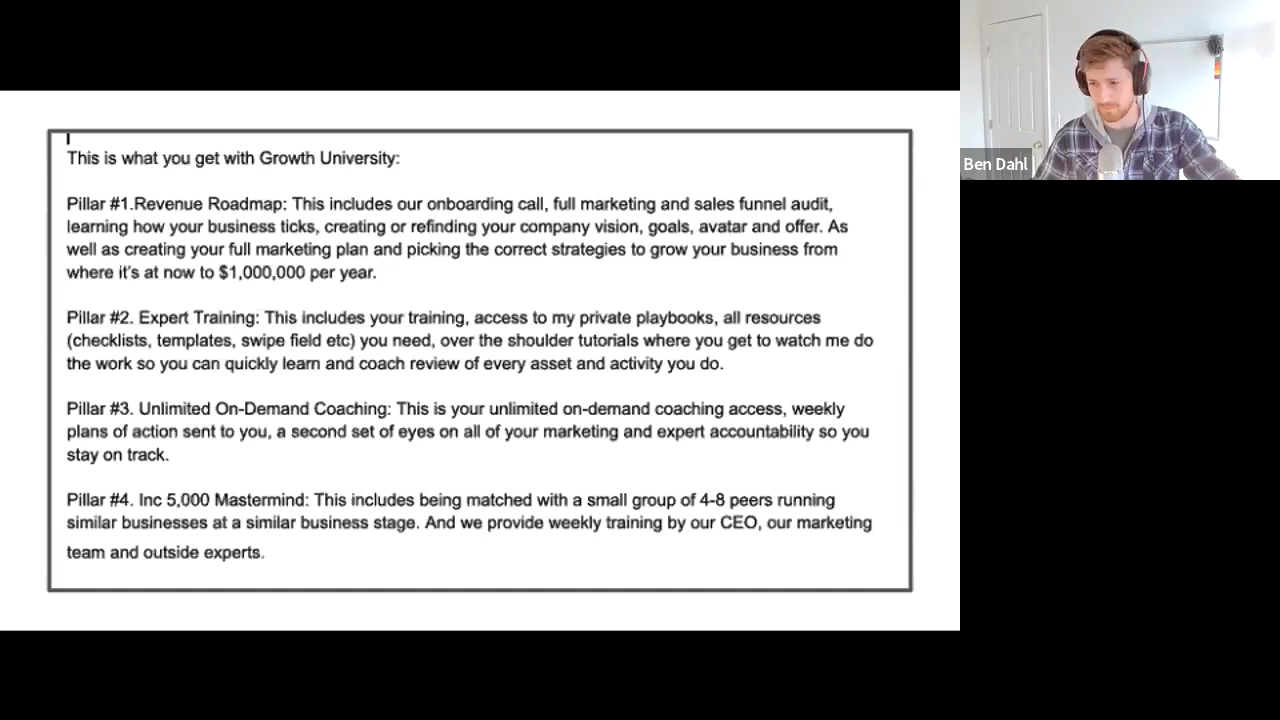 This is what you get with Growth University:
Pillar #1.Revenue Roadmap: This includes our onboarding call, full marketing and sales funnel audit,
learning how your business ticks, creating or refinding your company vision, goals, avatar and offer. As
well as creating your full marketing plan and picking the correct strategies to grow your business from
where it's at now to $1,000,000 per year.
Pillar #2. Expert Training: This includes your training, access to my private playbooks, all resources
(checklists, templates, swipe field etc) you need, over the shoulder tutorials where you get to watch me do
the work so you can quickly learn and coach review of every asset and activity you do.
Pillar #3. Unlimited On-Demand Coaching: This is your unlimited on-demand coaching access, weekly
plans of action sent to you, a second set of eyes on all of your marketing and expert accountability so you
stay on track.
Pillar #4. Inc 5,000 Mastermind: This includes being matched with a small group of 4-8 peers running
similar businesses at a similar business stage. And we provide weekly training by our CEO, our marketing
team and outside experts.
Ben Dahl